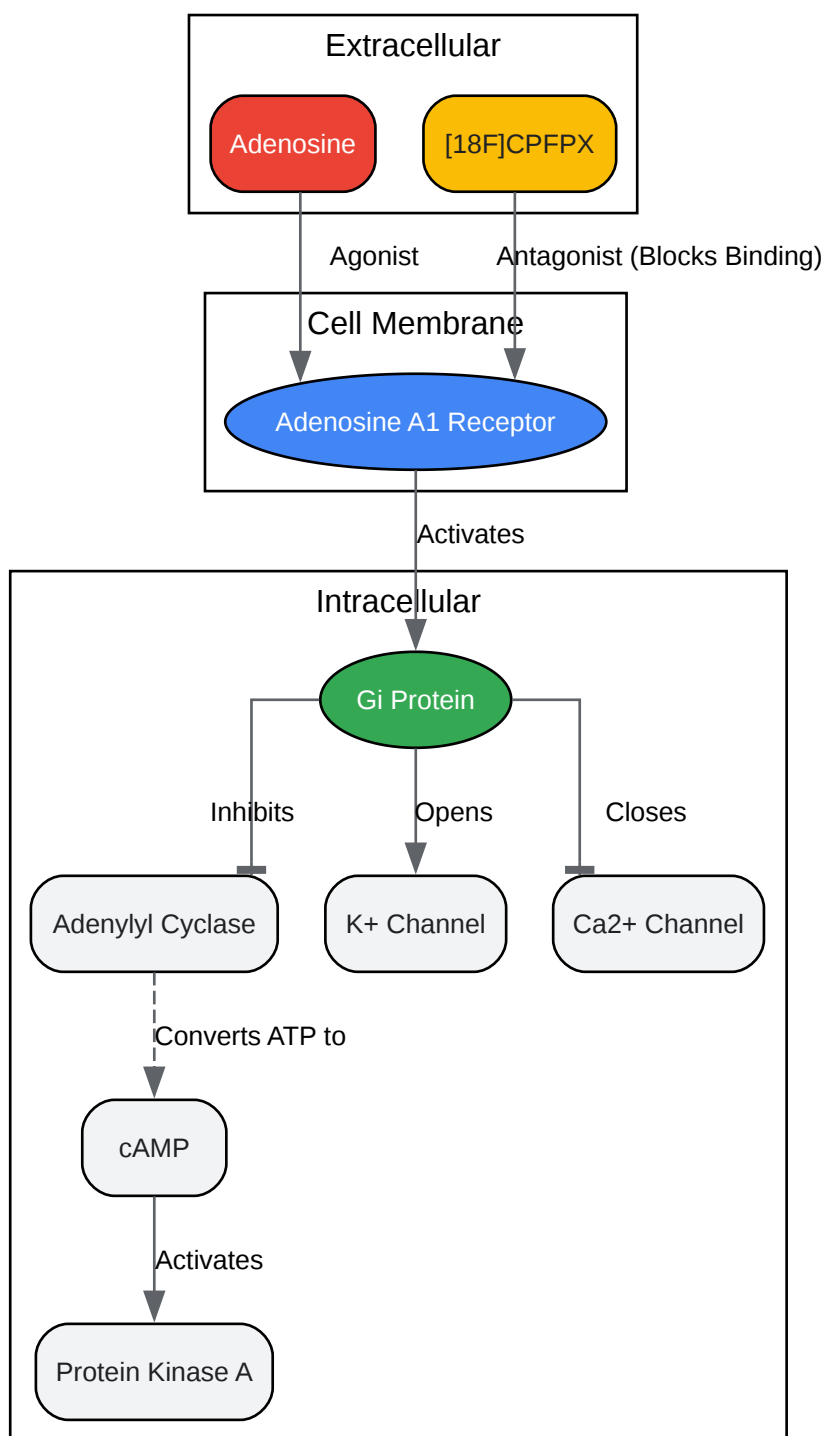 Extracellular
Adenosine
[18F]CPFPX
Agonist
Antagonist (Blocks Binding)
Cell Membrane
Adenosine A1 Receptor
Activates
Intracellular
Gi Protein
Inhibits
Opens
Closes
Adenylyl Cyclase
K+ Channel
Ca2+ Channel
Converts ATP to
cAMP
Activates
Protein Kinase A